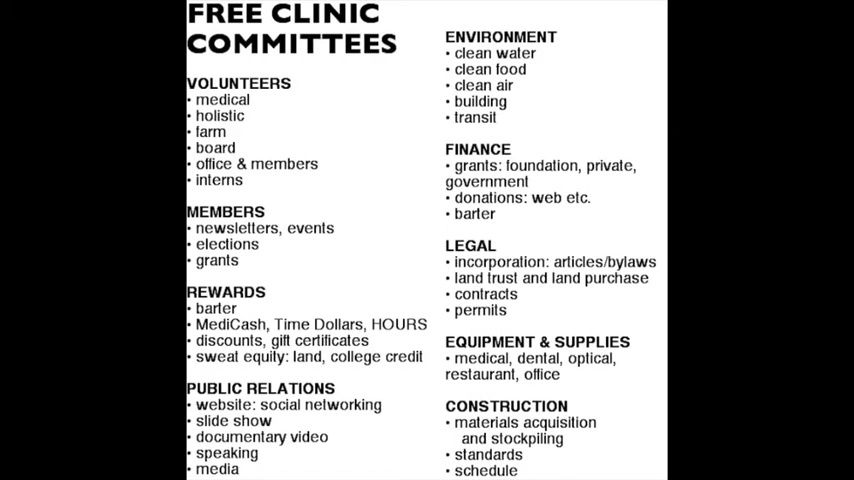 FREE CLINIC
COMMITTEES
VOLUNTEERS
• medical
• holistic
• farm
• board
• office & members
• interns
MEMBERS
• newsletters, events
• elections
• grants
REWARDS
• barter
• MediCash, Time Dollars, HOURS
• discounts, gift certificates
• sweat equity: land, college credit
PUBLIC RELATIONS
• website: social networking
• slide show
• documentary video
• speaking
• media
ENVIRONMENT
• clean water
• clean food
• clean air
• building
• transit
FINANCE
• grants: foundation, private,
government
• donations: web etc.
• barter
LEGAL
• incorporation: articles/bylaws
• land trust and land purchase
• contracts
• permits
EQUIPMENT & SUPPLIES
• medical, dental, optical,
restaurant, office
CONSTRUCTION
• materials acquisition
and stockpiling
• standards
• schedule